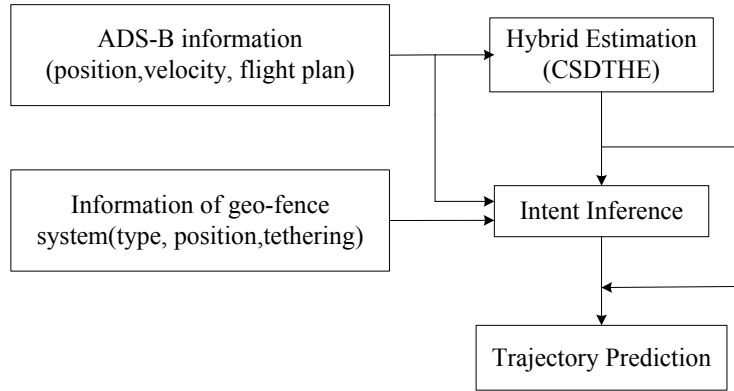 ADS-B information
(position,velocity, flight plan)
Hybrid Estimation
(CSDTHE)
Information of geo-fence
system(type, position,tethering)
Intent Inference
Trajectory Prediction